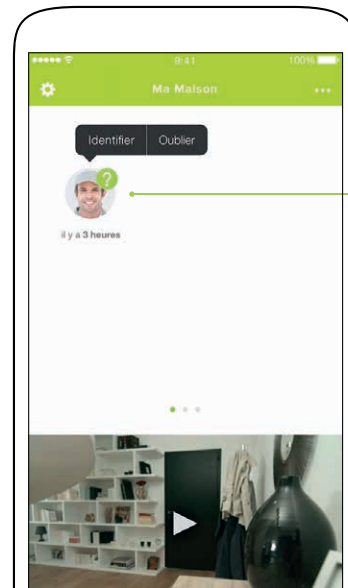 9:41 100%
Ma Maison
Identifier Oublier
?
il y a 3 heures